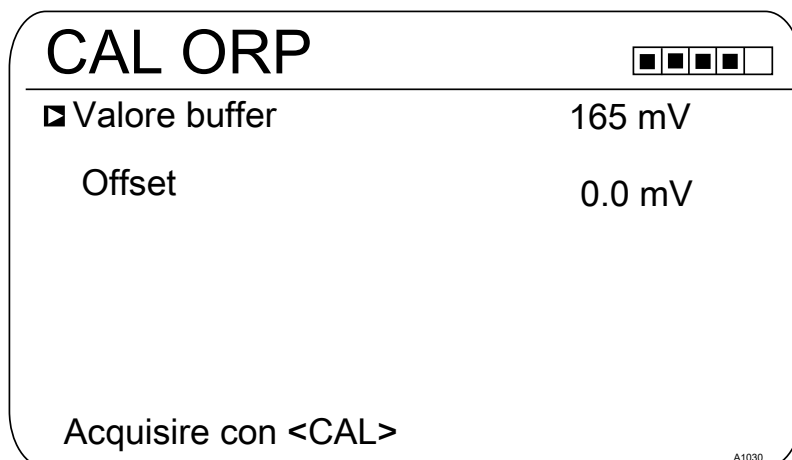 CAL ORP
Valore buffer 165 mV
Offset 0.0 mV
Acquisire con <CAL>
A1030